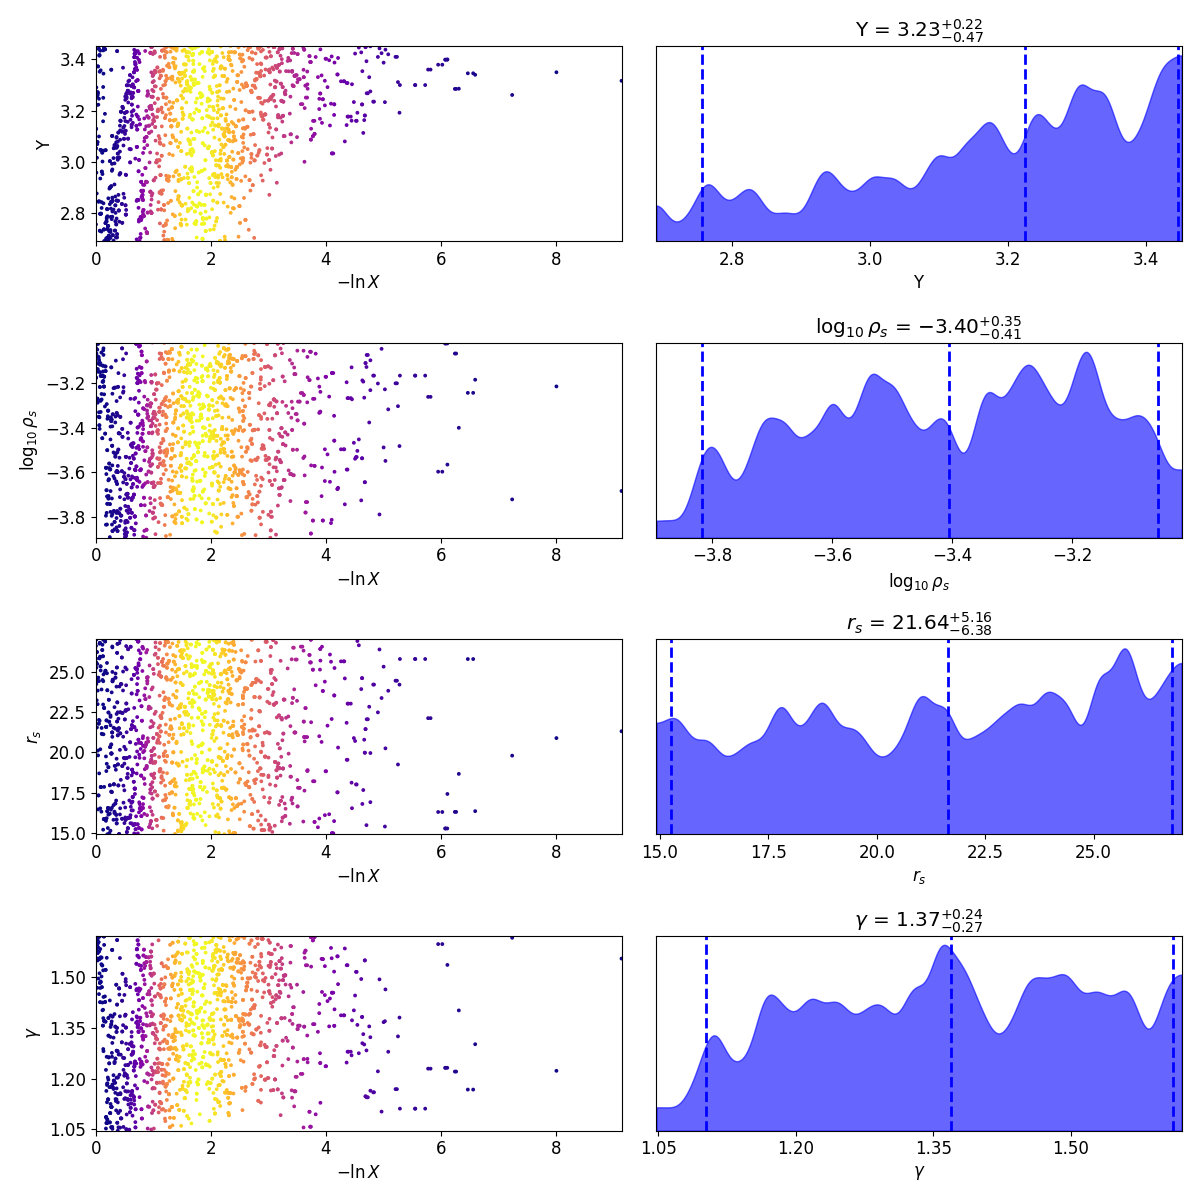 Y = 3.23+0.22 −0.47
3.4
3.2
3.0
2.8
Y
0 2 4 6 8
−ln X
2.8 3.0 3.2 3.4
Y
log10 ρs = −3.40+0.35 −0.41
−3.2
−3.4
−3.6
−3.8
log10 ρs
0 2 4 6 8
−ln X
−3.8 −3.6 −3.4 −3.2
log10 ρs
rs = 21.64+5.16 −6.38
25.0
22.5
20.0
17.5
15.0
rs
0 2 4 6 8
−ln X
15.0 17.5 20.0 22.5 25.0
rs
γ = 1.37+0.24 −0.27
1.50
1.35
1.20
1.05
γ
0 2 4 6 8
−ln X
1.05 1.20 1.35 1.50
γ